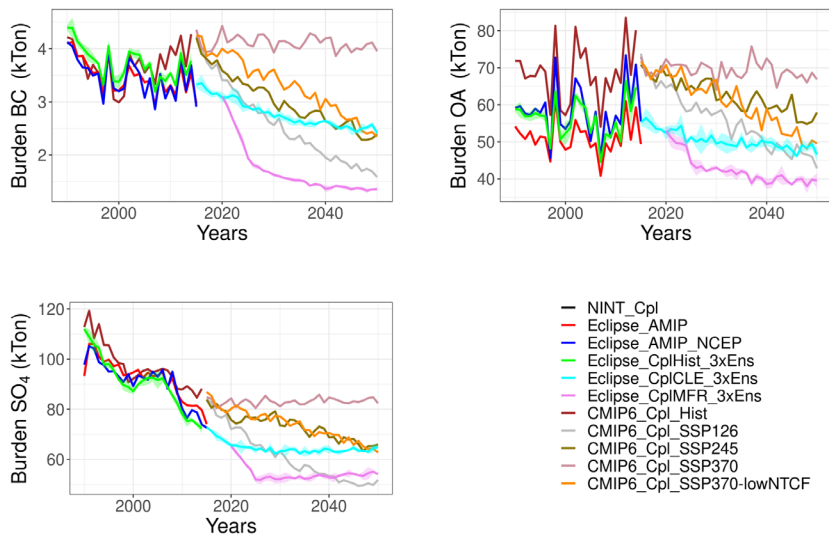 Burden BC (kTon)
4
3
2
2000
2020
2040
Years
Burden OA (kTon)
80
70
60
50
40
2000
2020
2040
Years
Burden SO₄ (kTon)
120
100
80
60
2000
2020
2040
Years
NINT_Cpl
Eclipse_AMIP
Eclipse_AMIP_NCEP
Eclipse_CplHist_3xEns
Eclipse_CplCLE_3xEns
Eclipse_CplMFR_3xEns
CMIP6_Cpl_Hist
CMIP6_Cpl_SSP126
CMIP6_Cpl_SSP245
CMIP6_Cpl_SSP370
CMIP6_Cpl_SSP370-lowNTCF